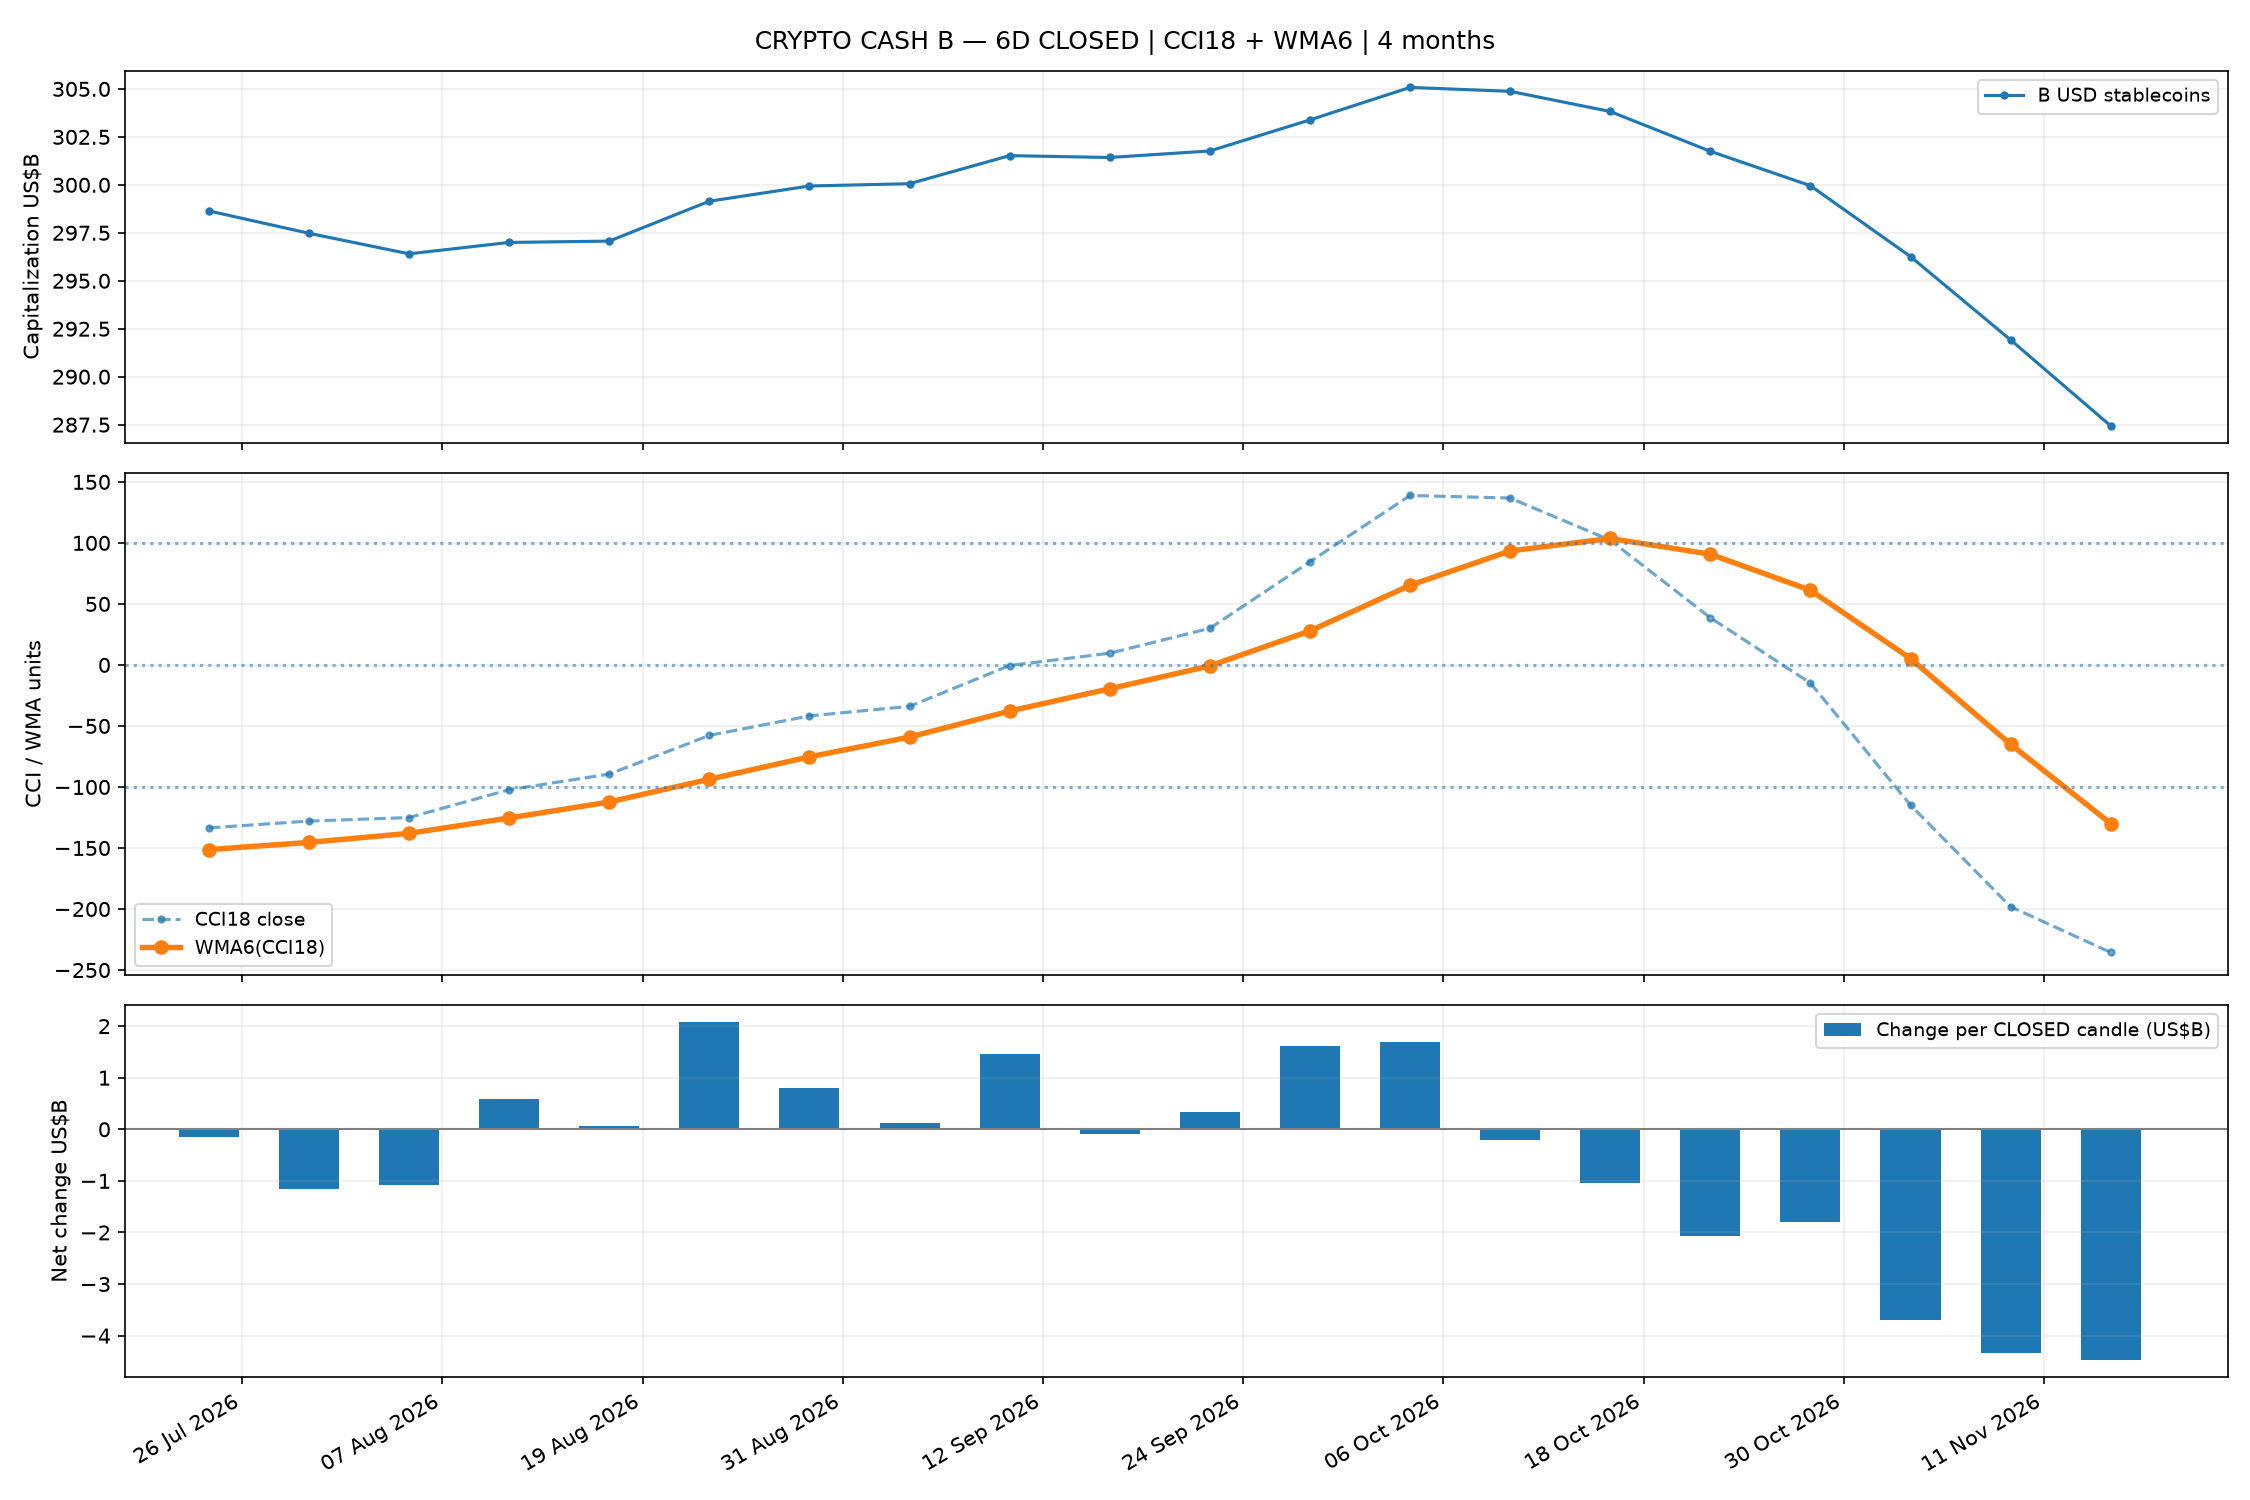 CRYPTO CASH B — 6D CLOSED | CCI18 + WMA6 | 4 months
Capitalization US$B
305.0
302.5
300.0
297.5
295.0
292.5
290.0
287.5
B USD stablecoins
CCI / WMA units
150
100
50
0
−50
−100
−150
−200
−250
CCI18 close
WMA6(CCI18)
Net change US$B
2
1
0
−1
−2
−3
−4
Change per CLOSED candle (US$B)
26 Jul 2026
07 Aug 2026
19 Aug 2026
31 Aug 2026
12 Sep 2026
24 Sep 2026
06 Oct 2026
18 Oct 2026
30 Oct 2026
11 Nov 2026